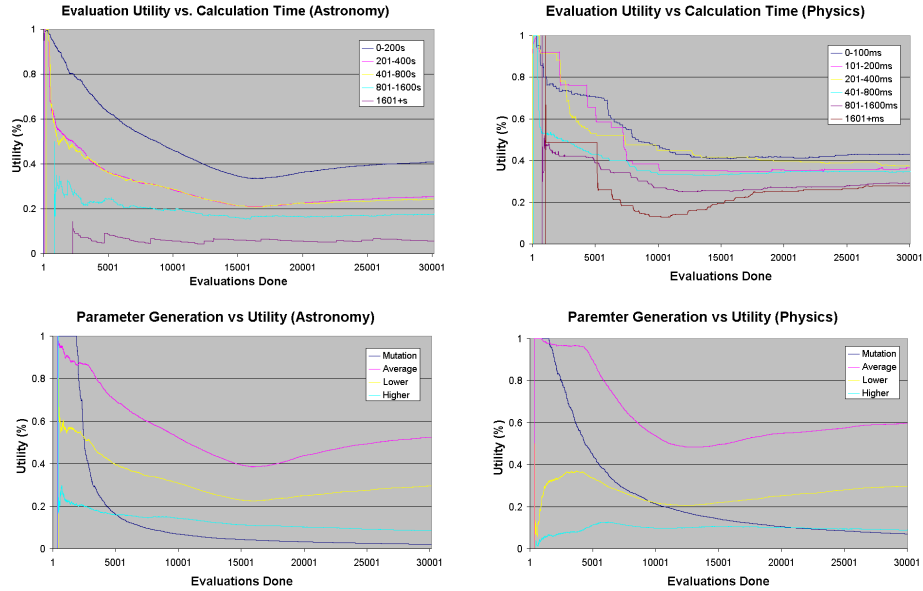 Evaluation Utility vs. Calculation Time (Astronomy)
Utility (%)
1
0.8
0.6
0.4
0.2
0
0-200s
201-400s
401-800s
801-1600s
1601+s
1 5001 10001 15001 20001 25001 30001
Evaluations Done
Evaluation Utility vs Calculation Time (Physics)
Utility (%)
1
0.8
0.6
0.4
0.2
0
0-100ms
101-200ms
201-400ms
401-800ms
801-1600ms
1601+ms
1 5001 10001 15001 20001 25001 30001
Evaluations Done
Parameter Generation vs Utility (Astronomy)
Utility (%)
1
0.8
0.6
0.4
0.2
0
Mutation
Average
Lower
Higher
1 5001 10001 15001 20001 25001 30001
Evaluations Done
Paremter Generation vs Utility (Physics)
Utility (%)
1
0.8
0.6
0.4
0.2
0
Mutation
Average
Lower
Higher
1 5001 10001 15001 20001 25001 30001
Evaluations Done